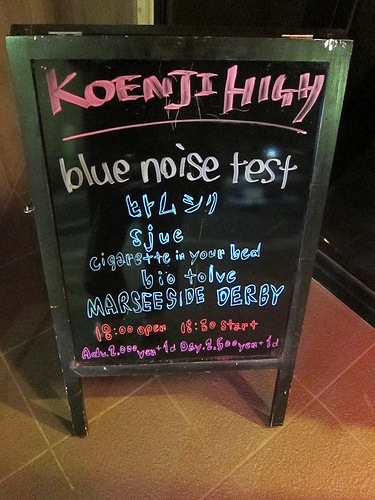 KOENJI HIGH
blue noise test
ヒトムシリ
sjue
cigarette in your bed
bio tolve
MARSEESIDE DERBY
18:00 open 18:30 start
Adv.2,000yen+1d Day.2,500yen+1d